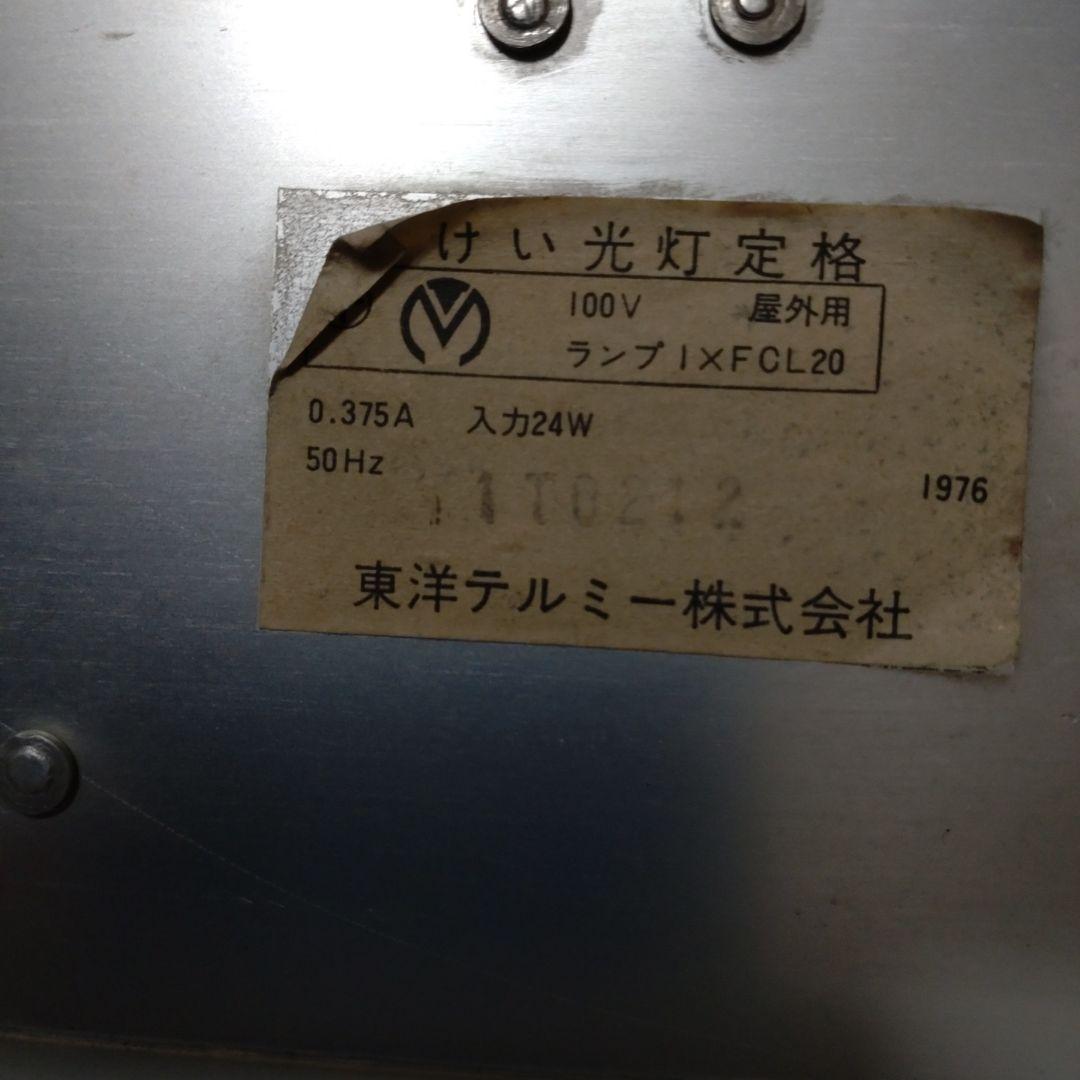 けい光灯定格
100V 屋外用
ランプ 1×FCL20
0.375A 入力24W
50Hz
1976
東洋テルミー株式会社